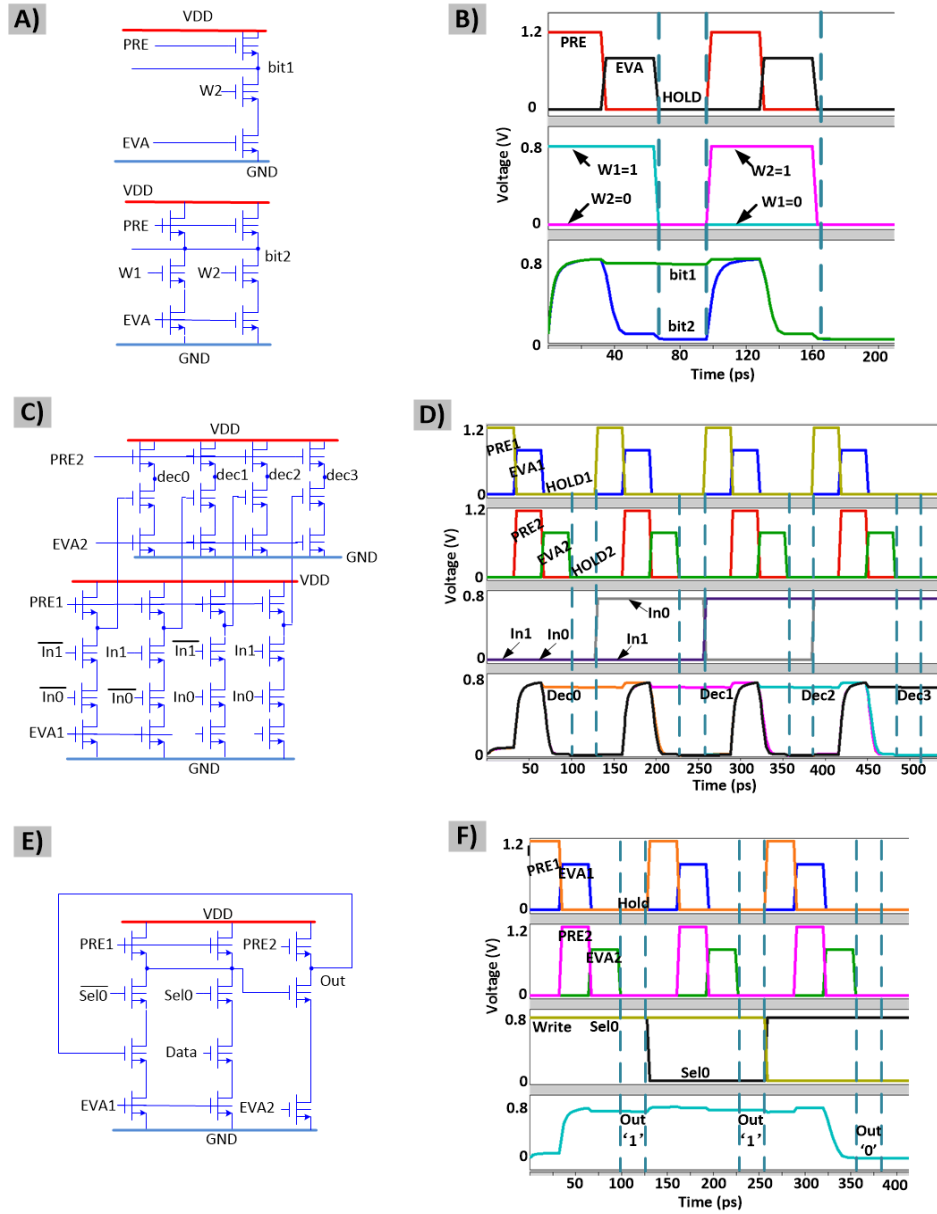 A)
VDD
PRE
bit1
W2
EVA
GND
VDD
PRE
bit2
W1
W2
EVA
GND
B)
1.2
PRE
EVA
HOLD
0
Voltage (V)
0.8
W1=1
W2=1
W2=0
W1=0
0
0.8
bit1
bit2
0
40
80
120
160
200
Time (ps)
C)
VDD
PRE2
dec0
dec1
dec2
dec3
EVA2
GND
VDD
PRE1
In1
In1
In1
In1
In0
In0
In0
In0
EVA1
GND
D)
1.2
PRE1
EVA1
HOLD1
0
1.2
PRE2
EVA2
HOLD2
0
Voltage (V)
0.8
In0
In1
In0
In1
0
0.8
Dec0
Dec1
Dec2
Dec3
0
50
100
150
200
250
300
350
400
450
500
Time (ps)
E)
VDD
PRE1
PRE2
Out
Sel0
Sel0
Data
EVA1
EVA2
GND
F)
1.2
PRE1
EVA1
Hold
0
1.2
PRE2
EVA2
0
Voltage (V)
0.8
Write
Sel0
Sel0
0
0.8
Out
‘1’
Out
‘1’
Out
‘0’
0
50
100
150
200
250
300
350
400
Time (ps)